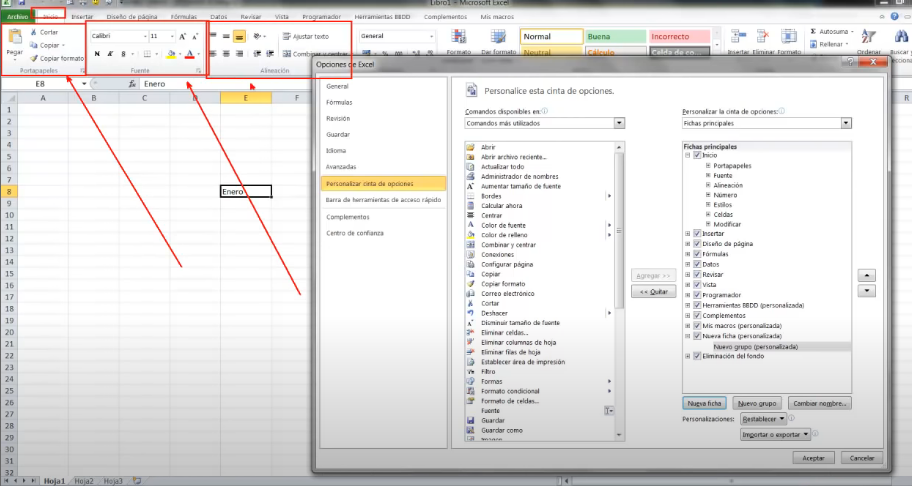 Libro1 - Microsoft Excel
Archivo Inicio Insertar Diseño de página Fórmulas Datos Revisar Vista Programador Herramientas BBDD Complementos Mis macros
Pegar
Cortar
Copiar
Copiar formato
Portapapeles
Calibri 11
N K S
Fuente
Ajustar texto
Combinar y centrar
Alineación
General
Formato
Dar formato
Normal Buena Incorrecto
Neutral Cálculo Celda de co...
Insertar Eliminar Formato
Autosuma
Rellenar
Ordenar
Buscar
E8 fx Enero
A B C D E F R
1
2
3
4
5
6
7
8 Enero
9
10
11
12
13
14
15
16
17
18
19
20
21
22
23
24
25
26
27
28
29
30
31
32
Hoja1 Hoja2 Hoja3
Opciones de Excel
General
Fórmulas
Revisión
Guardar
Idioma
Avanzadas
Personalizar cinta de opciones
Barra de herramientas de acceso rápido
Complementos
Centro de confianza
Personalice esta cinta de opciones.
Comandos disponibles en:
Comandos más utilizados
Abrir
Abrir archivo reciente...
Actualizar todo
Administrador de nombres
Aumentar tamaño de fuente
Bordes
Calcular ahora
Centrar
Color de fuente
Color de relleno
Combinar y centrar
Conexiones
Configurar página
Copiar
Copiar formato
Correo electrónico
Cortar
Deshacer
Disminuir tamaño de fuente
Eliminar celdas...
Eliminar columnas de hoja
Eliminar filas de hoja
Establecer área de impresión
Filtro
Formas
Formato condicional
Formato de celdas...
Fuente
Guardar
Guardar como
Agregar >>
<< Quitar
Personalizar la cinta de opciones:
Fichas principales
Fichas principales
Inicio
Portapapeles
Fuente
Alineación
Número
Estilos
Celdas
Modificar
Insertar
Diseño de página
Fórmulas
Datos
Revisar
Vista
Programador
Herramientas BBDD (personalizada)
Complementos
Mis macros (personalizada)
Nueva ficha (personalizada)
Nuevo grupo (personalizada)
Eliminación del fondo
Nueva ficha Nuevo grupo Cambiar nombre...
Personalizaciones: Restablecer
Importar o exportar
Aceptar Cancelar